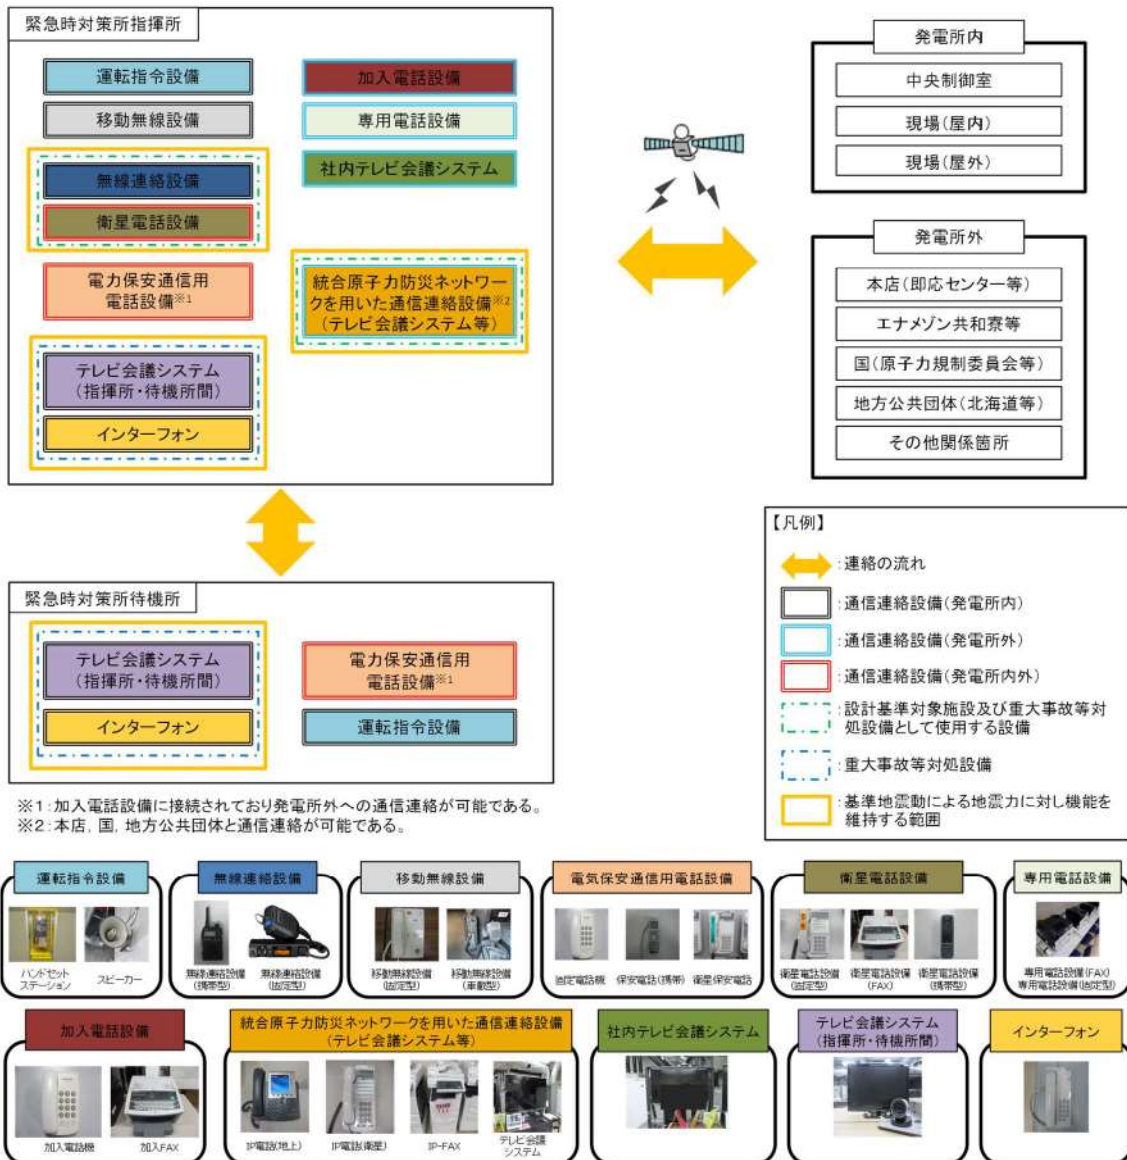 緊急時対策所指揮所
運転指令設備
移動無線設備
無線連絡設備
衛星電話設備
電力保安通信用
電話設備※1
テレビ会議システム
(指揮所・待機所間)
インターフォン
加入電話設備
専用電話設備
社内テレビ会議システム
統合原子力防災ネットワー
クを用いた通信連絡設備※2
(テレビ会議システム等)
発電所内
中央制御室
現場(屋内)
現場(屋外)
発電所外
本店(即応センター等)
エナメゾン共和寮等
国(原子力規制委員会等)
地方公共団体(北海道等)
その他関係箇所
緊急時対策所待機所
テレビ会議システム
(指揮所・待機所間)
インターフォン
電力保安通信用
電話設備※1
運転指令設備
【凡例】
:連絡の流れ
:通信連絡設備(発電所内)
:通信連絡設備(発電所外)
:通信連絡設備(発電所内外)
:設計基準対象施設及び重大事故等対
処設備として使用する設備
:重大事故等対処設備
:基準地震動による地震力に対し機能を
維持する範囲
※1:加入電話設備に接続されており発電所外への通信連絡が可能である。
※2:本店,国,地方公共団体と通信連絡が可能である。
運転指令設備
ハンドセット
ステーション
スピーカー
無線連絡設備
無線連絡設備
(携帯型)
無線連絡設備
(固定型)
移動無線設備
移動無線設備
(固定型)
移動無線設備
(車載型)
電気保安通信用電話設備
固定電話機
保安電話(携帯)
衛星保安電話
衛星電話設備
衛星電話設備
(固定型)
衛星電話設備
(FAX)
衛星電話設備
(携帯型)
専用電話設備
専用電話設備(FAX)
専用電話設備(固定型)
加入電話設備
加入電話機
加入FAX
統合原子力防災ネットワークを用いた通信連絡設備
(テレビ会議システム等)
IP電話(地上)
IP電話(衛星)
IP-FAX
テレビ会議
システム
社内テレビ会議システム
テレビ会議システム
(指揮所・待機所間)
インターフォン